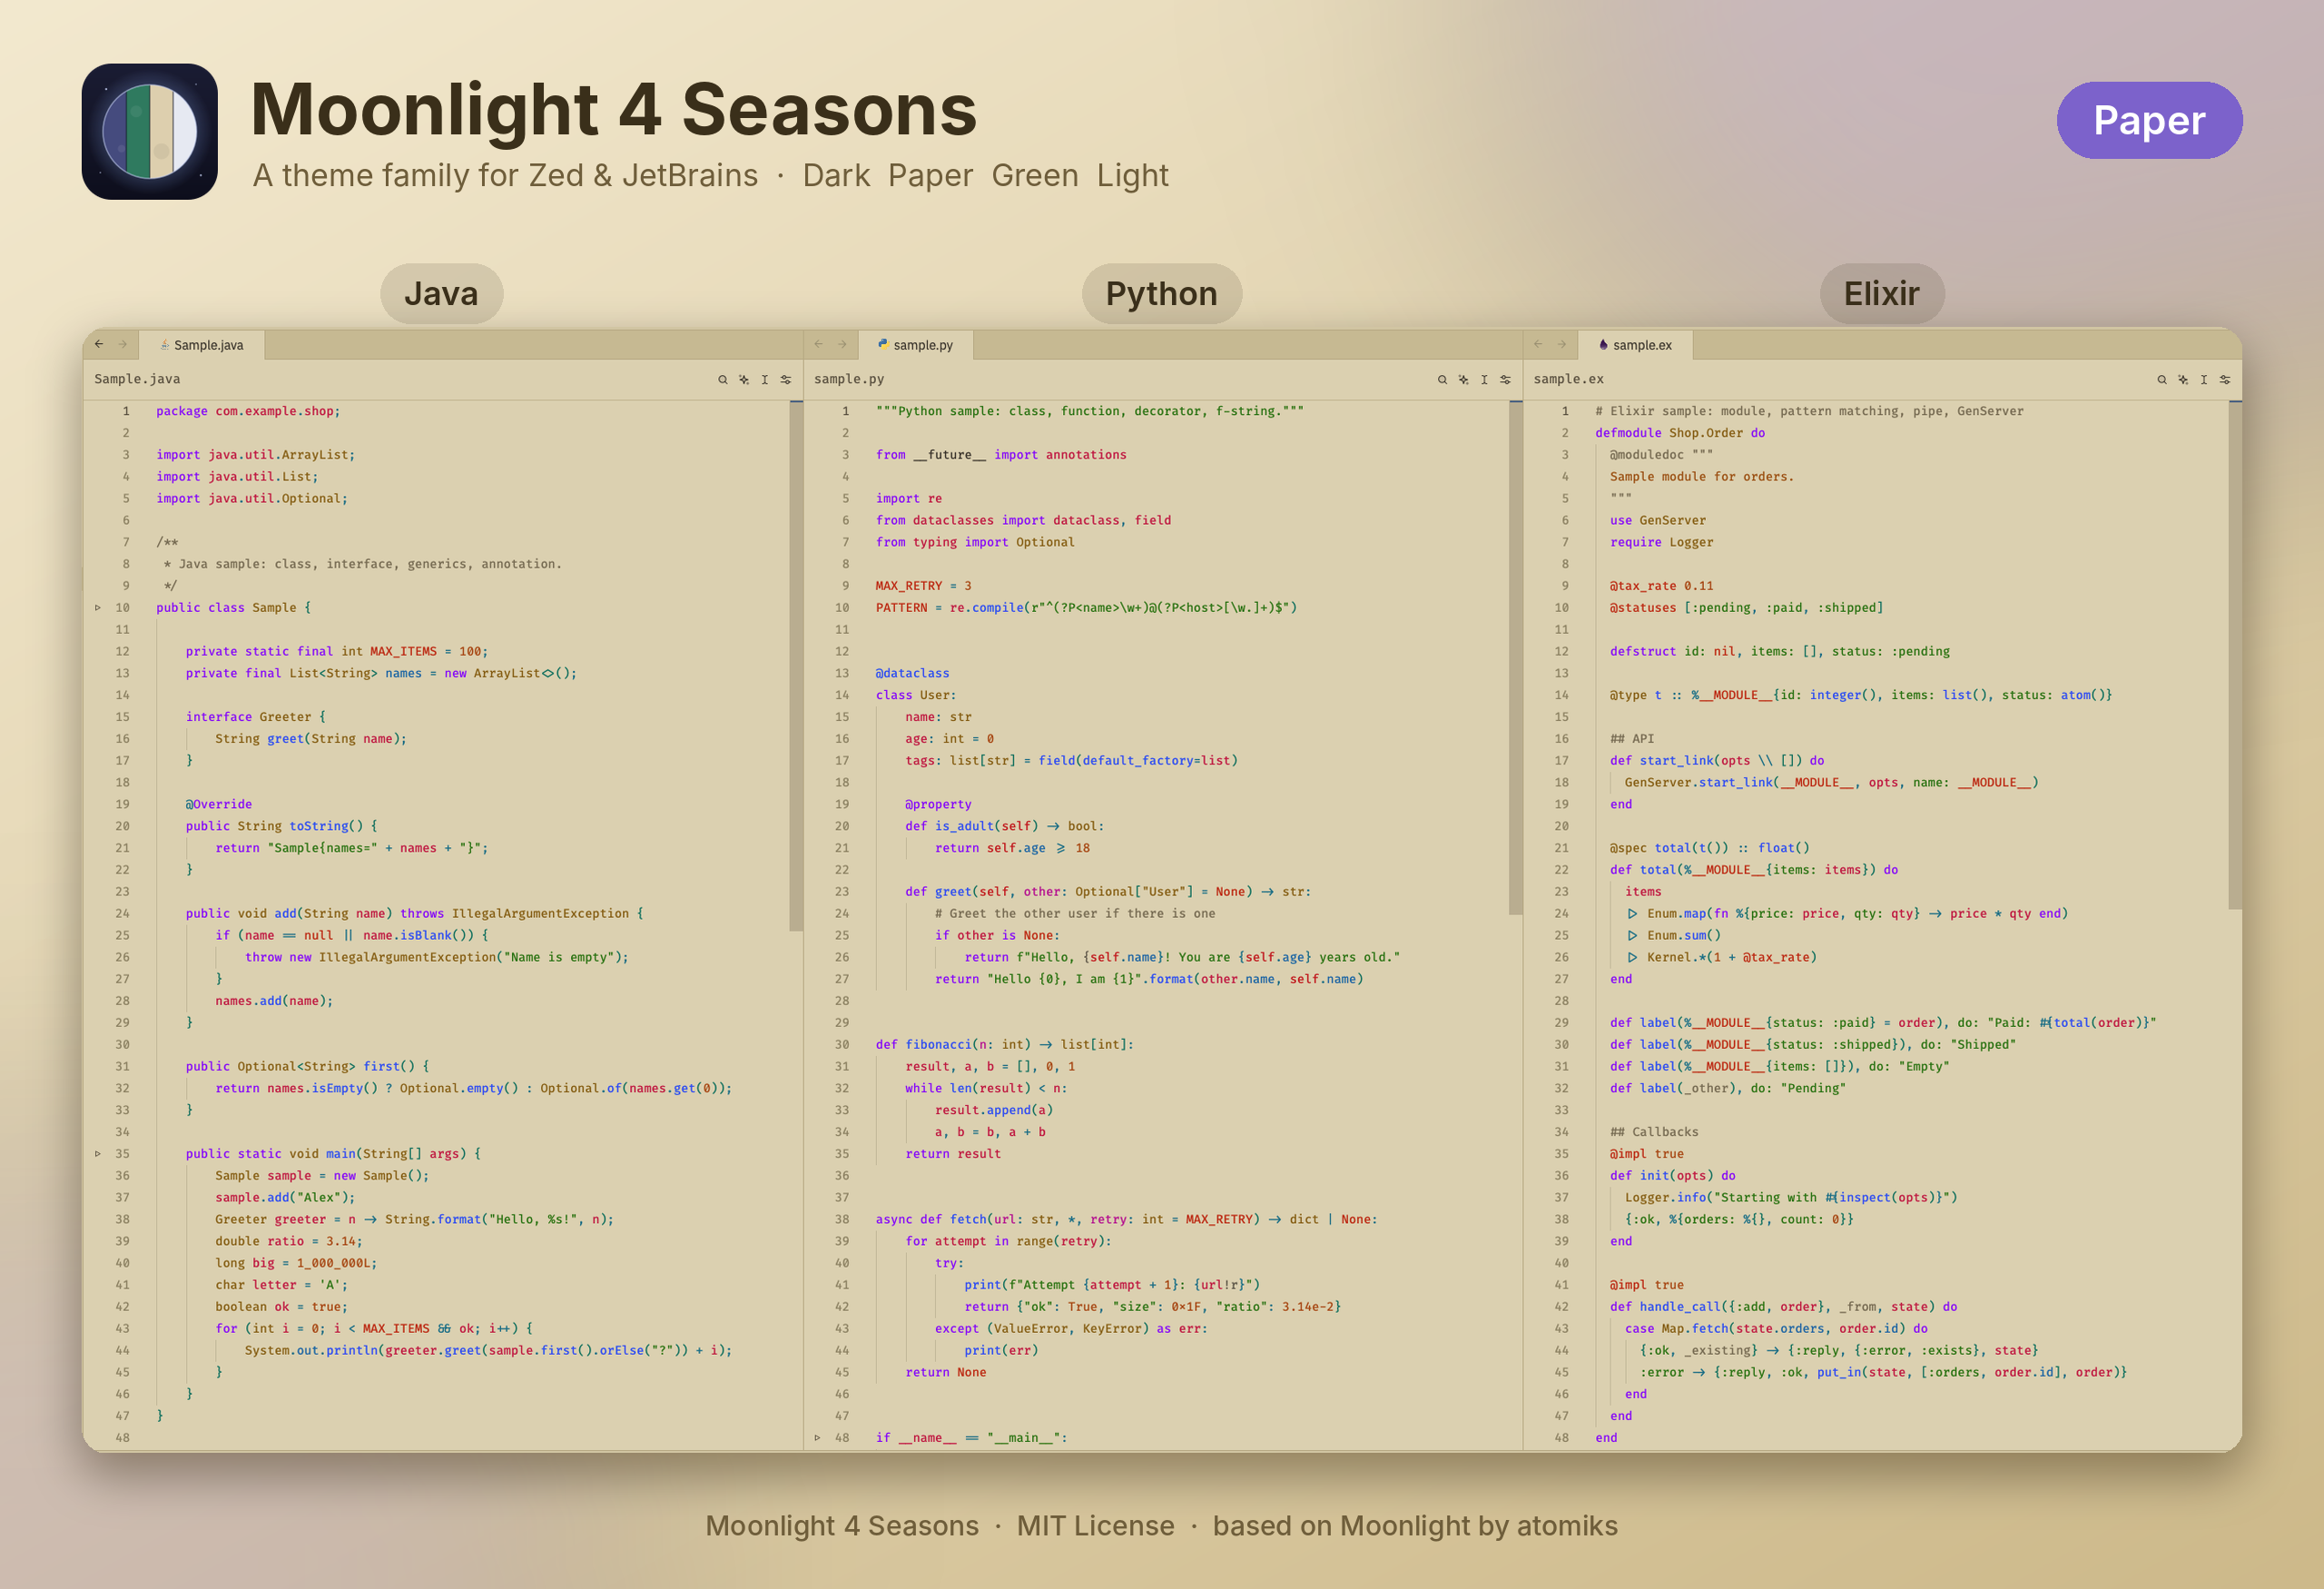 Moonlight 4 Seasons
A theme family for Zed & JetBrains · Dark Paper Green Light
Paper
Java
Python
Elixir
Sample.java
Sample.java
1 package com.example.shop;
2
3 import java.util.ArrayList;
4 import java.util.List;
5 import java.util.Optional;
6
7 /**
8  * Java sample: class, interface, generics, annotation.
9  */
10 public class Sample {
11
12     private static final int MAX_ITEMS = 100;
13     private final List<String> names = new ArrayList<>();
14
15     interface Greeter {
16         String greet(String name);
17     }
18
19     @Override
20     public String toString() {
21         return "Sample{names=" + names + "}";
22     }
23
24     public void add(String name) throws IllegalArgumentException {
25         if (name == null || name.isBlank()) {
26             throw new IllegalArgumentException("Name is empty");
27         }
28         names.add(name);
29     }
30
31     public Optional<String> first() {
32         return names.isEmpty() ? Optional.empty() : Optional.of(names.get(0));
33     }
34
35     public static void main(String[] args) {
36         Sample sample = new Sample();
37         sample.add("Alex");
38         Greeter greeter = n -> String.format("Hello, %s!", n);
39         double ratio = 3.14;
40         long big = 1_000_000L;
41         char letter = 'A';
42         boolean ok = true;
43         for (int i = 0; i < MAX_ITEMS && ok; i++) {
44             System.out.println(greeter.greet(sample.first().orElse("?")) + i);
45         }
46     }
47 }
48
sample.py
sample.py
1 """Python sample: class, function, decorator, f-string."""
2
3 from __future__ import annotations
4
5 import re
6 from dataclasses import dataclass, field
7 from typing import Optional
8
9 MAX_RETRY = 3
10 PATTERN = re.compile(r"^(?P<name>\w+)@(?P<host>[\w.]+)$")
11
12
13 @dataclass
14 class User:
15     name: str
16     age: int = 0
17     tags: list[str] = field(default_factory=list)
18
19     @property
20     def is_adult(self) -> bool:
21         return self.age >= 18
22
23     def greet(self, other: Optional["User"] = None) -> str:
24         # Greet the other user if there is one
25         if other is None:
26             return f"Hello, {self.name}! You are {self.age} years old."
27         return "Hello {0}, I am {1}".format(other.name, self.name)
28
29
30 def fibonacci(n: int) -> list[int]:
31     result, a, b = [], 0, 1
32     while len(result) < n:
33         result.append(a)
34         a, b = b, a + b
35     return result
36
37
38 async def fetch(url: str, *, retry: int = MAX_RETRY) -> dict | None:
39     for attempt in range(retry):
40         try:
41             print(f"Attempt {attempt + 1}: {url!r}")
42             return {"ok": True, "size": 0x1F, "ratio": 3.14e-2}
43         except (ValueError, KeyError) as err:
44             print(err)
45     return None
46
47
48 if __name__ == "__main__":
sample.ex
sample.ex
1 # Elixir sample: module, pattern matching, pipe, GenServer
2 defmodule Shop.Order do
3   @moduledoc """
4   Sample module for orders.
5   """
6   use GenServer
7   require Logger
8
9   @tax_rate 0.11
10   @statuses [:pending, :paid, :shipped]
11
12   defstruct id: nil, items: [], status: :pending
13
14   @type t :: %__MODULE__{id: integer(), items: list(), status: atom()}
15
16   ## API
17   def start_link(opts \\ []) do
18     GenServer.start_link(__MODULE__, opts, name: __MODULE__)
19   end
20
21   @spec total(t()) :: float()
22   def total(%__MODULE__{items: items}) do
23     items
24     |> Enum.map(fn %{price: price, qty: qty} -> price * qty end)
25     |> Enum.sum()
26     |> Kernel.*(1 + @tax_rate)
27   end
28
29   def label(%__MODULE__{status: :paid} = order), do: "Paid: #{total(order)}"
30   def label(%__MODULE__{status: :shipped}), do: "Shipped"
31   def label(%__MODULE__{items: []}), do: "Empty"
32   def label(_other), do: "Pending"
33
34   ## Callbacks
35   @impl true
36   def init(opts) do
37     Logger.info("Starting with #{inspect(opts)}")
38     {:ok, %{orders: %{}, count: 0}}
39   end
40
41   @impl true
42   def handle_call({:add, order}, _from, state) do
43     case Map.fetch(state.orders, order.id) do
44       {:ok, _existing} -> {:reply, {:error, :exists}, state}
45       :error -> {:reply, :ok, put_in(state, [:orders, order.id], order)}
46     end
47   end
48 end
Moonlight 4 Seasons · MIT License · based on Moonlight by atomiks